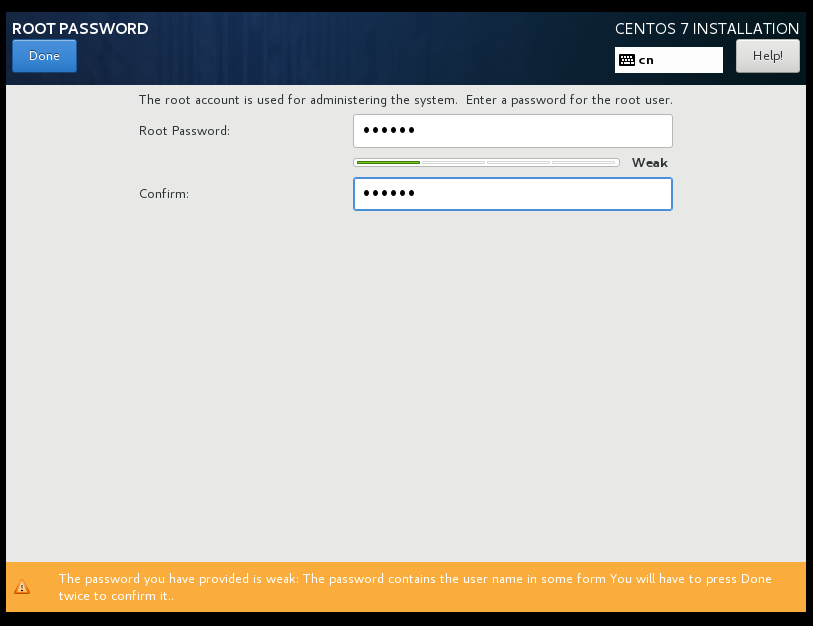 ROOT PASSWORD
CENTOS 7 INSTALLATION
Done
cn
Help!
The root account is used for administering the system.  Enter a password for the root user.
Root Password:
••••••
Weak
Confirm:
••••••
The password you have provided is weak: The password contains the user name in some form You will have to press Done
twice to confirm it..